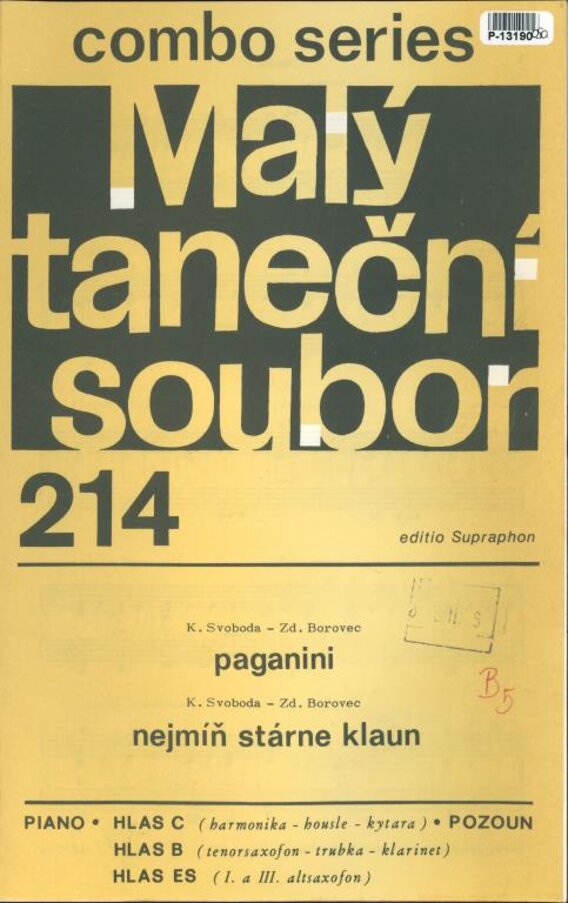 combo series
P-13190
Malý
taneční
soubor
214
editio Supraphon
K. Svoboda - Zd. Borovec
paganini
B5
K. Svoboda - Zd. Borovec
nejmíň stárne klaun
PIANO • HLAS C (harmonika - housle - kytara) • POZOUN
HLAS B (tenorsaxofon - trubka - klarinet)
HLAS ES (I. a III. altsaxofon)